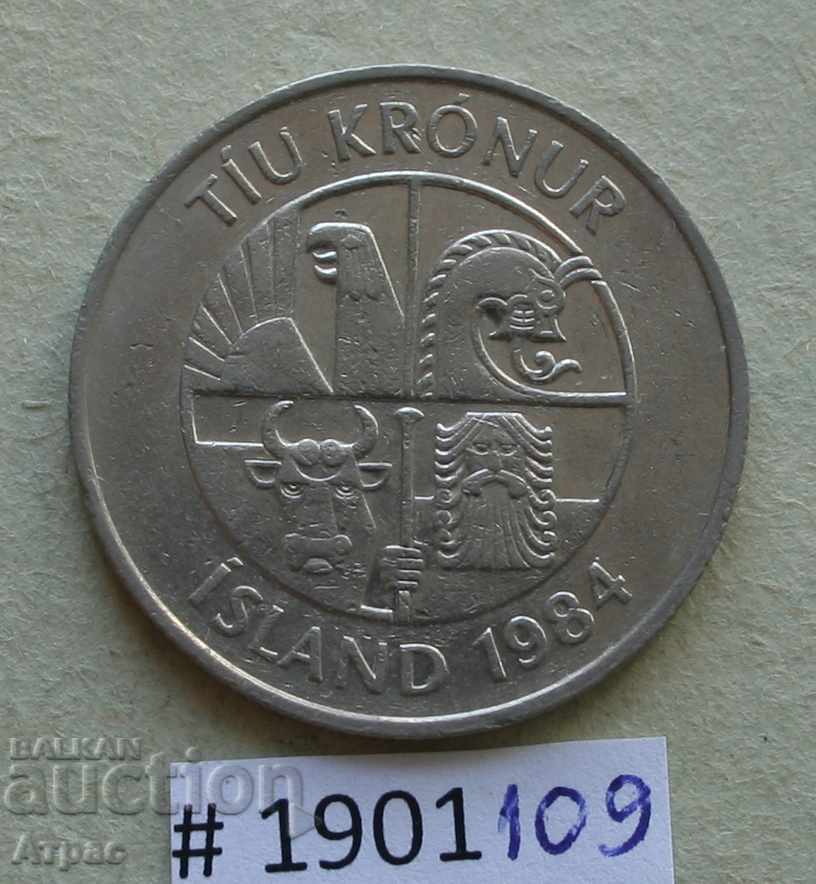 TÍU KRÓNUR
ÍSLAND 1984
BALKAN
auction
Атрас
# 1901109